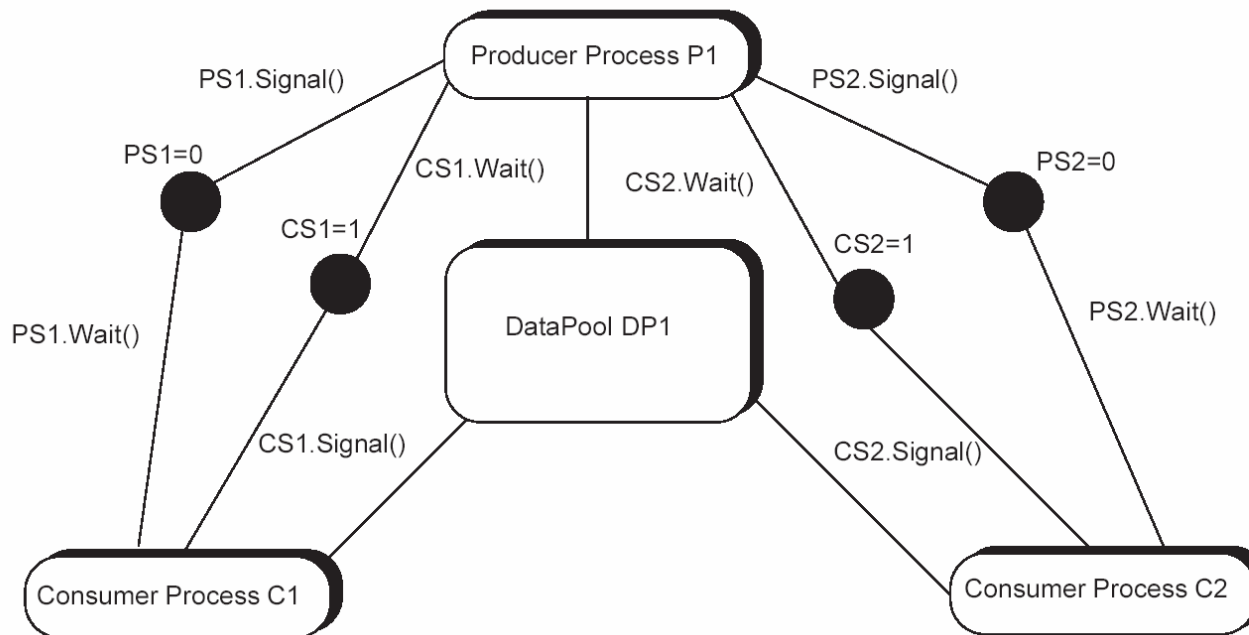 Producer Process P1
PS1.Signal()
PS2.Signal()
PS1=0
CS1.Wait()
CS2.Wait()
PS2=0
CS1=1
CS2=1
PS1.Wait()
DataPool DP1
PS2.Wait()
CS1.Signal()
CS2.Signal()
Consumer Process C1
Consumer Process C2